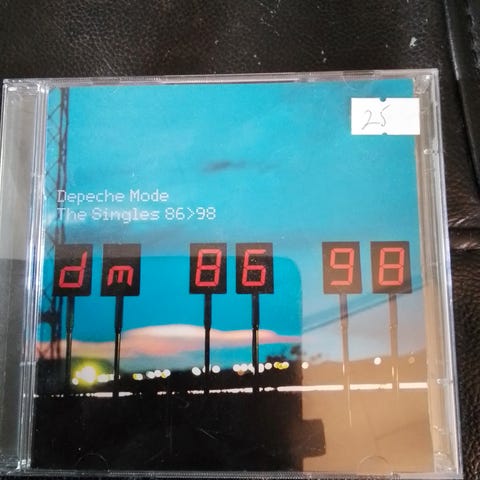 25
Depeche Mode
The Singles 86>98
dm 86 98